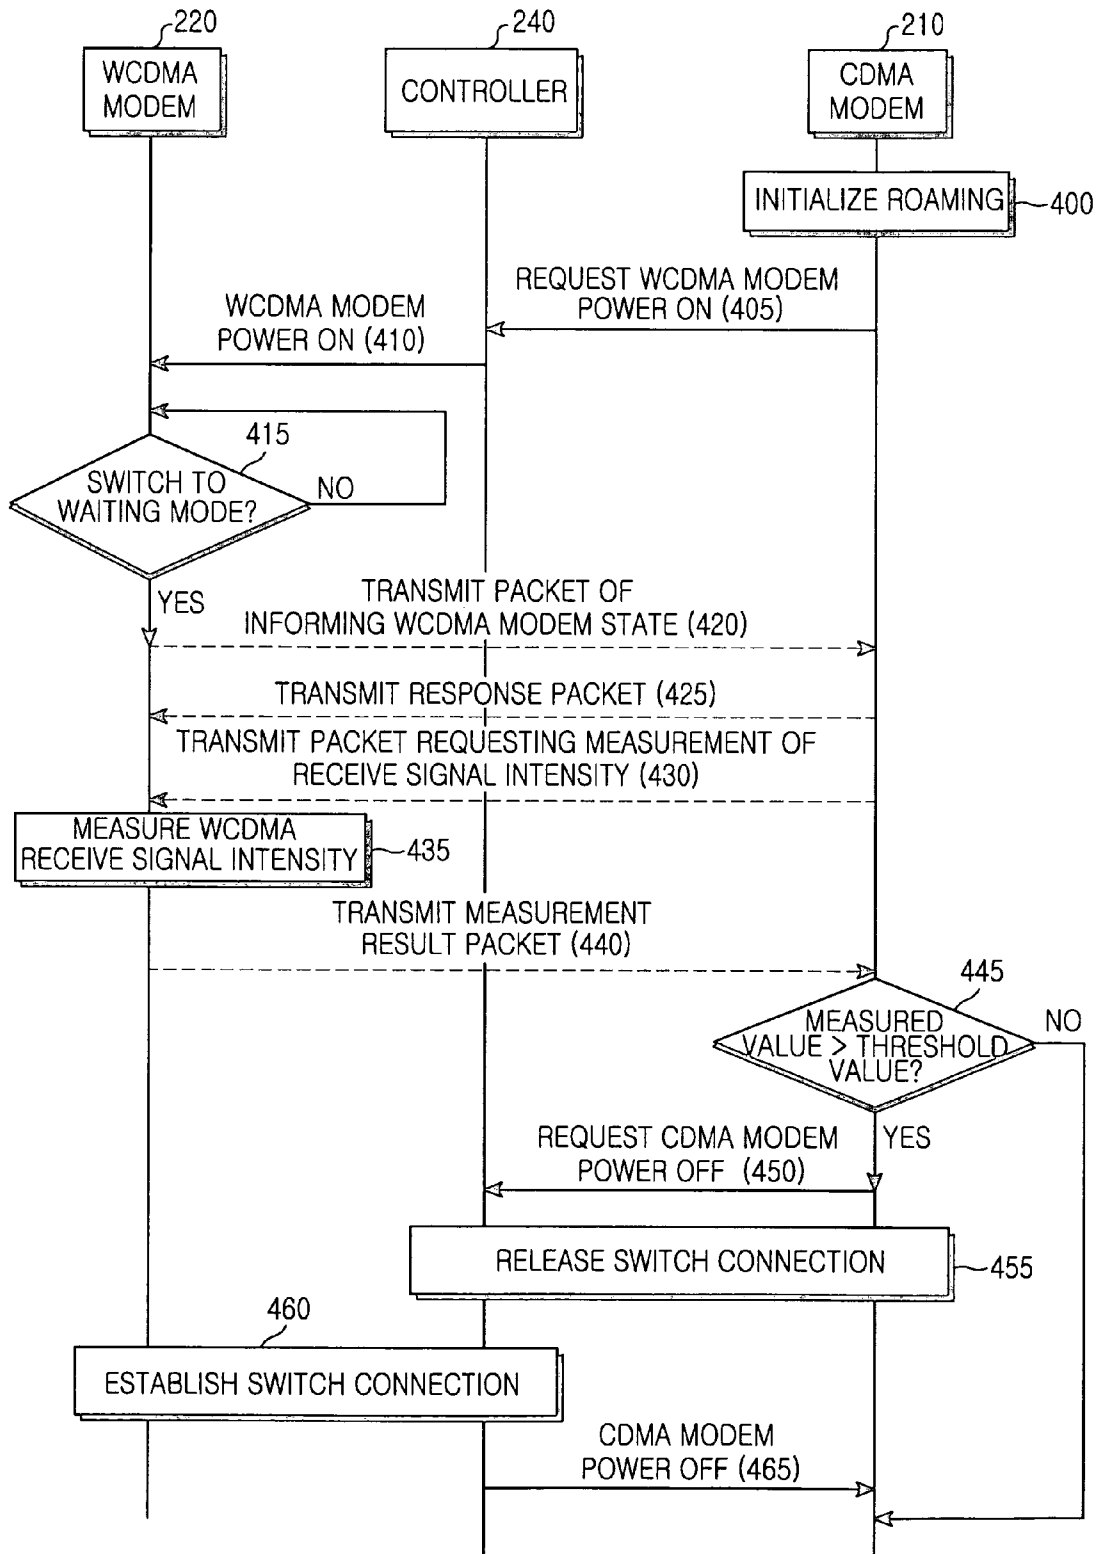 220
240
210
WCDMA
MODEM
CONTROLLER
CDMA
MODEM
INITIALIZE ROAMING
400
REQUEST WCDMA MODEM
POWER ON (405)
WCDMA MODEM
POWER ON (410)
415
SWITCH TO
WAITING MODE?
NO
YES
TRANSMIT PACKET OF
INFORMING WCDMA MODEM STATE (420)
TRANSMIT RESPONSE PACKET (425)
TRANSMIT PACKET REQUESTING MEASUREMENT OF
RECEIVE SIGNAL INTENSITY (430)
MEASURE WCDMA
RECEIVE SIGNAL INTENSITY
435
TRANSMIT MEASUREMENT
RESULT PACKET (440)
445
MEASURED
VALUE > THRESHOLD
VALUE?
NO
YES
REQUEST CDMA MODEM
POWER OFF (450)
RELEASE SWITCH CONNECTION
455
460
ESTABLISH SWITCH CONNECTION
CDMA MODEM
POWER OFF (465)